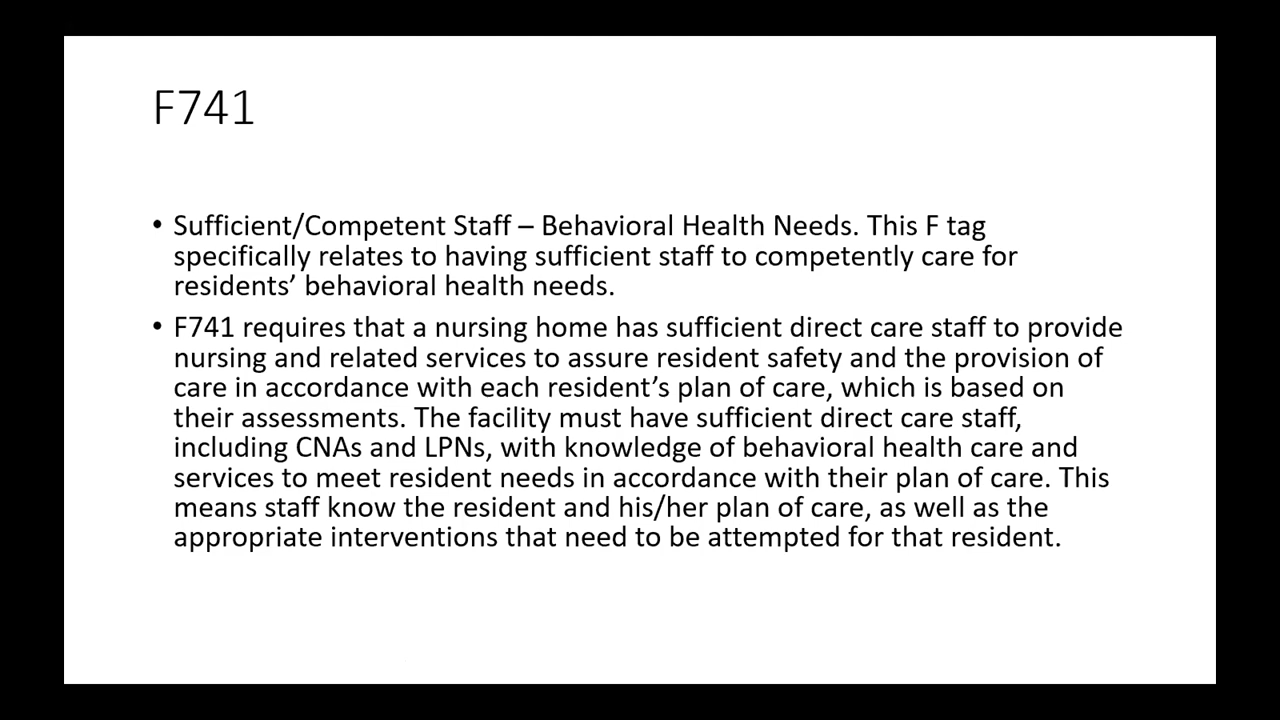 F741
• Sufficient/Competent Staff – Behavioral Health Needs. This F tag
specifically relates to having sufficient staff to competently care for
residents’ behavioral health needs.
• F741 requires that a nursing home has sufficient direct care staff to provide
nursing and related services to assure resident safety and the provision of
care in accordance with each resident’s plan of care, which is based on
their assessments. The facility must have sufficient direct care staff,
including CNAs and LPNs, with knowledge of behavioral health care and
services to meet resident needs in accordance with their plan of care. This
means staff know the resident and his/her plan of care, as well as the
appropriate interventions that need to be attempted for that resident.